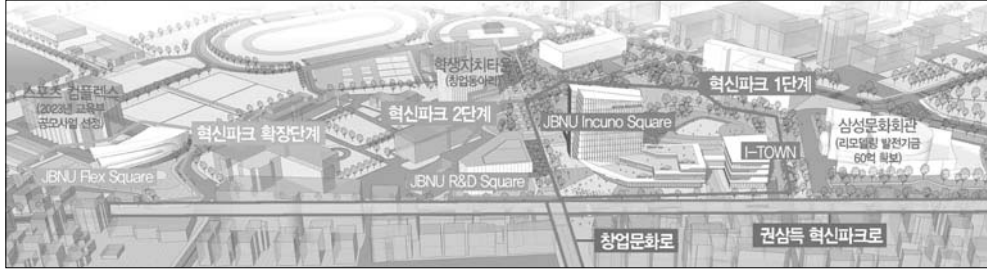 스포츠 컴플렉스
(2023년 교육부
공모사업 선정)
혁신파크 확장단계
JBNU Flex Square
학생자치타운
(창업동아리)
혁신파크 2단계
JBNU R&D Square
JBNU Incuno Square
혁신파크 1단계
I-TOWN
삼성문화회관
(리모델링 발전기금
60억 확보)
창업문화로
권삼득 혁신파크로